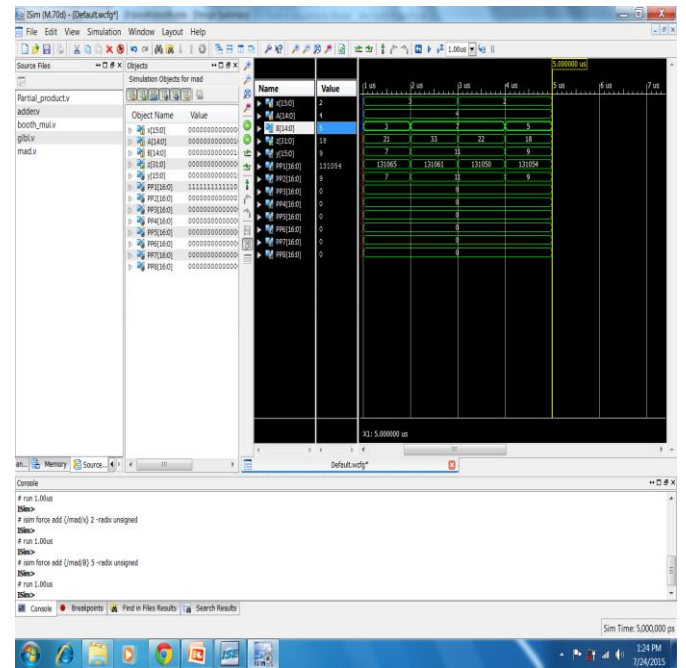 ISim (M.70d) - [Default.wcfg*]
File Edit View Simulation Window Layout Help
1.00us
Source Files
Partial_product.v
adder.v
booth_mul.v
glbl.v
mad.v
Objects
Simulation Objects for mad
Object Name Value
x[15:0] 0000000000000
A[14:0]
B[14:0]
z[31:0]
y[15:0]
PP1[16:0]
PP2[16:0]
PP3[16:0]
PP4[16:0]
PP5[16:0]
PP6[16:0]
PP7[16:0]
PP8[16:0]
5.000000 us
Name Value 1 us 2 us 3 us 4 us 5 us 6 us 7 us
x[15:0] 2 3 2
A[14:0] 4 4
B[14:0] 5 3 7 5
z[31:0] 18 21 33 22 18
y[15:0] 9 7 11 9
PP1[16:0] 131054 131065 131061 131050 131054
PP2[16:0] 9 7 11 9
PP3[16:0] 0 0
PP4[16:0] 0 0
PP5[16:0] 0 0
PP6[16:0] 0 0
PP7[16:0] 0 0
PP8[16:0] 0 0
X1: 5.000000 us
Memory Source...
Default.wcfg*
Console
# run 1.00us
ISim>
# isim force add {/mad/x} 2 -radix unsigned
ISim>
# run 1.00us
ISim>
# isim force add {/mad/B} 5 -radix unsigned
ISim>
# run 1.00us
ISim>
Console Breakpoints Find in Files Results Search Results
Sim Time: 5,000,000 ps
1:24 PM
7/24/2015